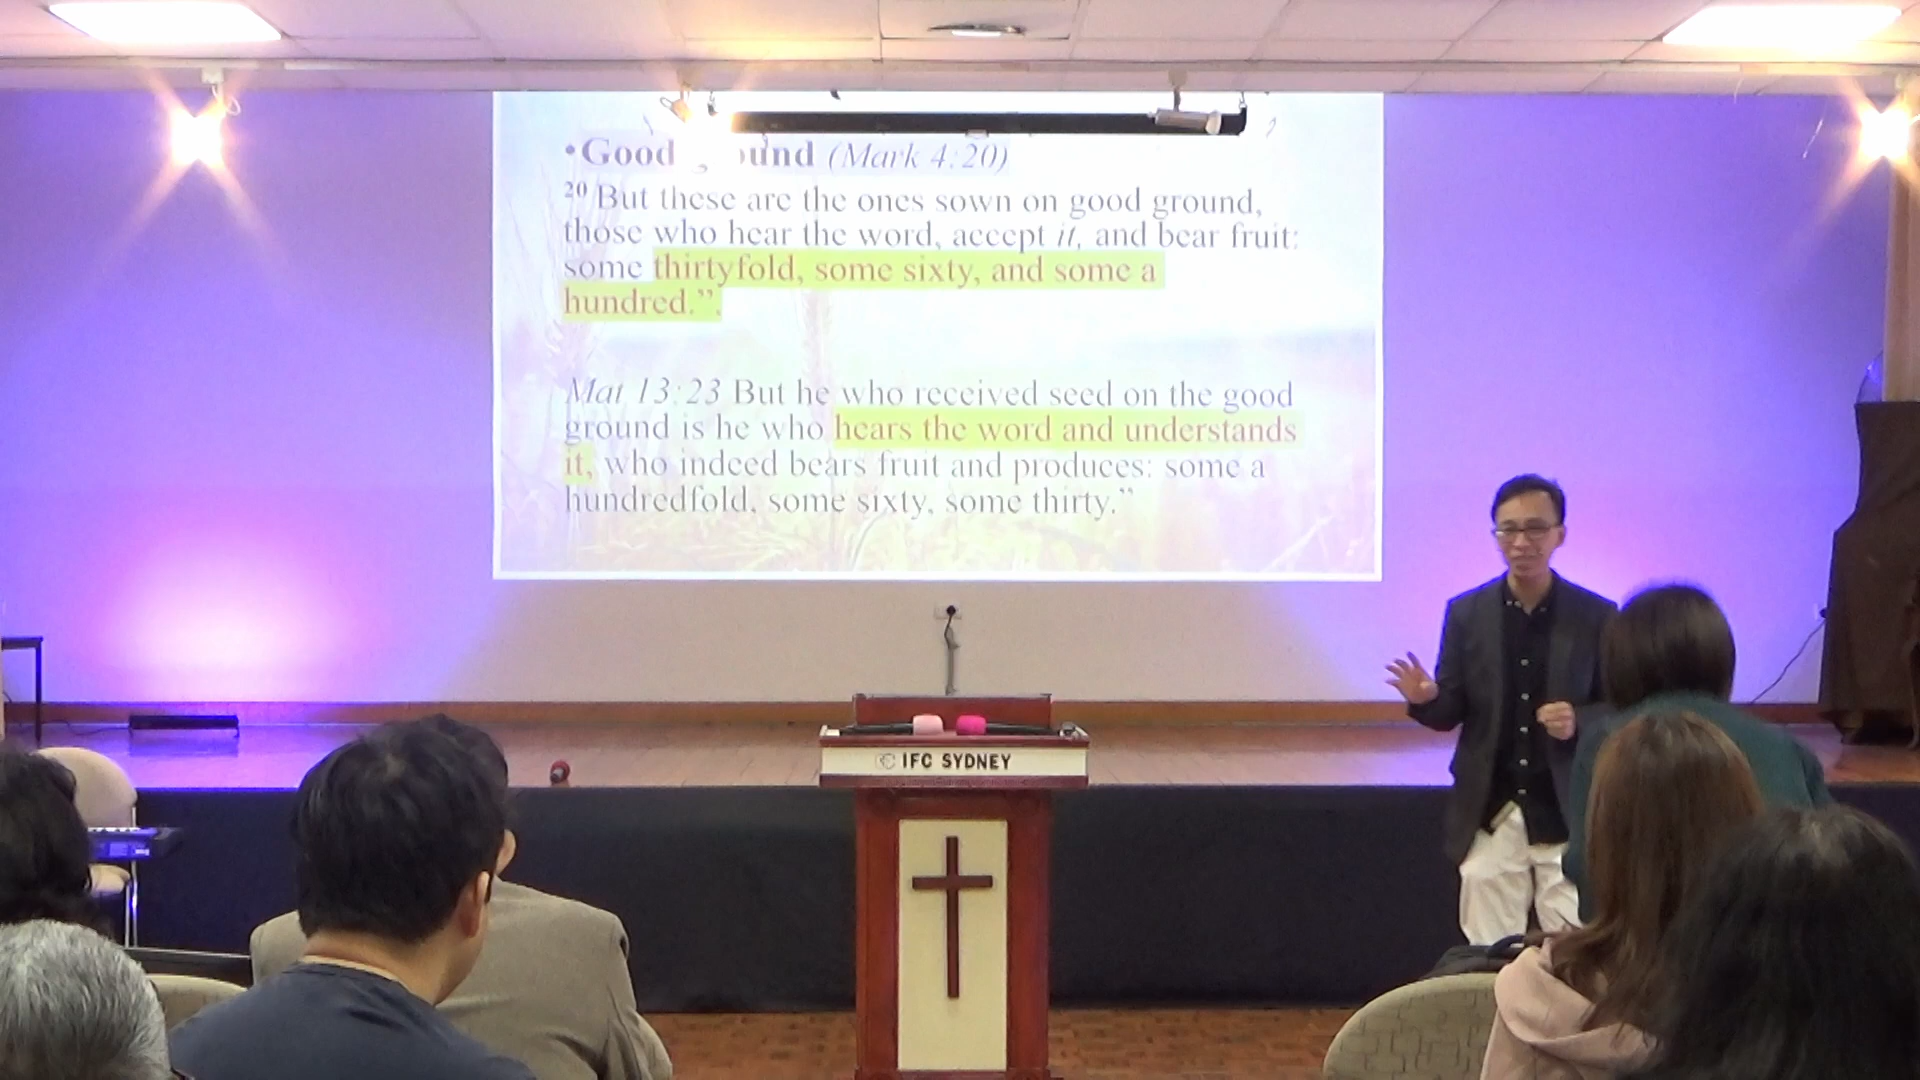 •Good und (Mark 4:20)
20 But these are the ones sown on good ground,
those who hear the word, accept it, and bear fruit:
some thirtyfold, some sixty, and some a
hundred.”.
Mat 13:23 But he who received seed on the good
ground is he who hears the word and understands
it, who indeed bears fruit and produces: some a
hundredfold, some sixty, some thirty.”
IFC SYDNEY